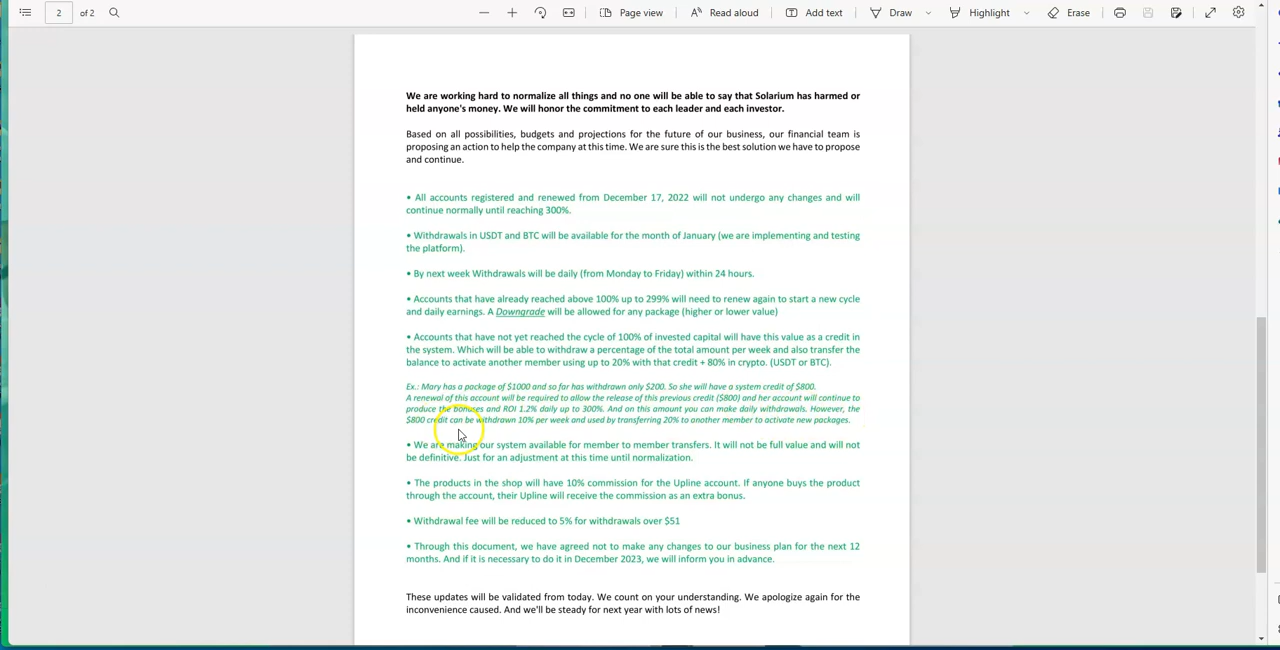 2 of 2
Page view
Read aloud
Add text
Draw
Highlight
Erase
We are working hard to normalize all things and no one will be able to say that Solarium has harmed or
held anyone's money. We will honor the commitment to each leader and each investor.
Based on all possibilities, budgets and projections for the future of our business, our financial team is
proposing an action to help the company at this time. We are sure this is the best solution we have to propose
and continue.
• All accounts registered and renewed from December 17, 2022 will not undergo any changes and will
continue normally until reaching 300%.
• Withdrawals in USDT and BTC will be available for the month of January (we are implementing and testing
the platform).
• By next week Withdrawals will be daily (from Monday to Friday) within 24 hours.
• Accounts that have already reached above 100% up to 299% will need to renew again to start a new cycle
and daily earnings. A Downgrade will be allowed for any package (higher or lower value)
• Accounts that have not yet reached the cycle of 100% of invested capital will have this value as a credit in
the system. Which will be able to withdraw a percentage of the total amount per week and also transfer the
balance to activate another member using up to 20% with that credit + 80% in crypto. (USDT or BTC).
Ex.: Mary has a package of $1000 and so far has withdrawn only $200. So she will have a system credit of $800.
A renewal of this account will be required to allow the release of this previous credit ($800) and her account will continue to
produce the bonuses and ROI 1.2% daily up to 300%. And on this amount you can make daily withdrawals. However, the
$800 credit can be withdrawn 10% per week and used by transferring 20% to another member to activate new packages.
• We are making our system available for member to member transfers. It will not be full value and will not
be definitive. Just for an adjustment at this time until normalization.
• The products in the shop will have 10% commission for the Upline account. If anyone buys the product
through the account, their Upline will receive the commission as an extra bonus.
• Withdrawal fee will be reduced to 5% for withdrawals over $51
• Through this document, we have agreed not to make any changes to our business plan for the next 12
months. And if it is necessary to do it in December 2023, we will inform you in advance.
These updates will be validated from today. We count on your understanding. We apologize again for the
inconvenience caused. And we'll be steady for next year with lots of news!